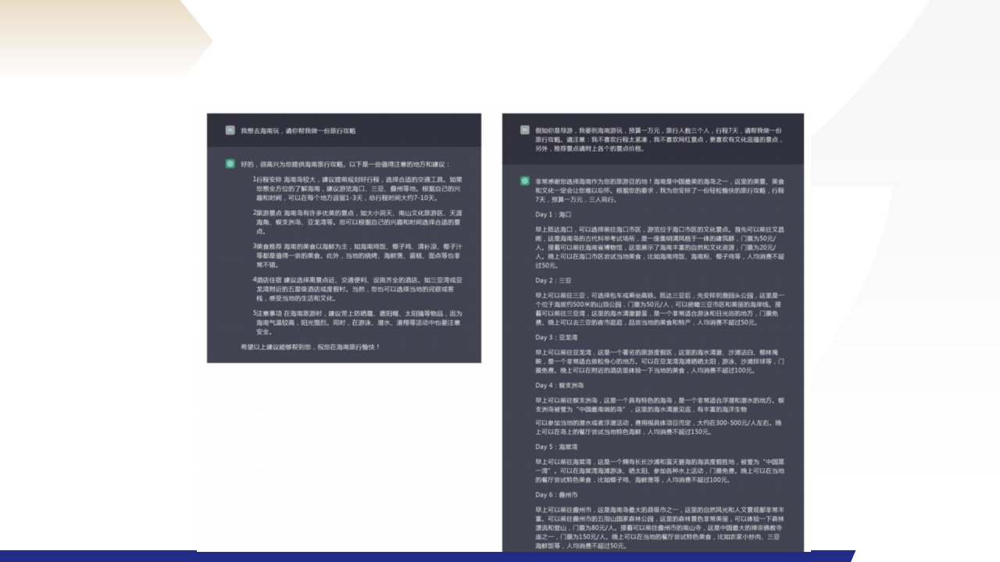 我想去海南玩，请你帮我做一份旅行攻略
好的，很高兴为您提供海南旅行攻略。以下是一些值得注意的地方和建议：
1行程安排 海南岛较大，建议提前规划好行程，选择合适的交通工具。如果
您想全方位的了解海南，建议游览海口、三亚、儋州等地。根据自己的兴
趣和时间，可以在每个地方逗留1-3天，总行程时间大约7-10天。
2旅游景点 海南岛有许多优美的景点，如大小洞天、南山文化旅游区、天涯
海角、蜈支洲岛、亚龙湾等。您可以根据自己的兴趣和时间选择合适的景
点。
3美食推荐 海南的美食以海鲜为主，如海南鸡饭、椰子鸡、清补凉、椰子汁
等都是值得一尝的美食。此外，当地的烧烤、海鲜煲、蛋糕、面点等也非
常不错。
4酒店住宿 建议选择离景点近、交通便利、设施齐全的酒店。如三亚湾或亚
龙湾附近的五星级酒店或度假村。当然，您也可以选择当地的民宿或客
栈，感受当地的生活和文化。
5注意事项 在海南旅游时，建议带上防晒霜、遮阳帽、太阳镜等物品，因为
海南气温较高，阳光强烈。同时，在游泳、潜水、滑翔等活动中也要注意
安全。
希望以上建议能够帮到您，祝您在海南旅行愉快！
假如你是导游，我要到海南游玩，预算一万元，旅行人数三个人，行程7天，请帮我做一份
旅行攻略。请注意：我不喜欢行程太紧凑，我不喜欢网红景点，更喜欢有文化底蕴的景点，
另外，推荐景点请附上各个的景点价格。
非常感谢您选择海南作为您的旅游目的地！海南是中国最美的海岛之一，这里的美景、美食
和文化一定会让您难以忘怀。根据您的要求，我为您安排了一份轻松愉快的旅行攻略，行程
7天，预算一万元，三人同行。
Day 1：海口
早上抵达海口，可以选择前往海口市区，游览位于海口市区的文化景点。首先可以前往文昌
阁，这是海南岛的古代科举考试场所，是一座集明清风格于一体的建筑群，门票为50元/
人。接着可以前往海南省博物馆，这里展示了海南丰富的自然和文化资源，门票为20元/
人。晚上可以在海口市区尝试当地美食，比如海南鸡饭、海南粉、椰子鸡等，人均消费不超
过50元。
Day 2：三亚
早上可以前往三亚，可选择包车或乘坐高铁。抵达三亚后，先安排到鹿回头公园，这里是一
个位于海拔约500米的山顶公园，门票为50元/人，可以俯瞰三亚市区和美丽的海岸线。接
着可以前往三亚湾，这里的海水清澈碧蓝，是一个非常适合游泳和日光浴的地方，门票免
费。晚上可以去三亚的夜市逛逛，品尝当地的美食和特产，人均消费不超过50元。
Day 3：亚龙湾
早上可以前往亚龙湾，这是一个著名的旅游度假区，这里的海水清澈、沙滩洁白、椰林掩
映，是一个非常适合放松身心的地方。可以在亚龙湾海滩晒晒太阳，游泳、沙滩排球等，门
票免费。晚上可以在附近的酒店里体验一下当地的美食，人均消费不超过100元。
Day 4：蜈支洲岛
早上可以前往蜈支洲岛，这是一个具有特色的海岛，是一个非常适合浮潜和潜水的地方。蜈
支洲岛被誉为“中国最南端的岛”，这里的海水清澈见底，有丰富的海洋生物
可以参加当地的潜水或者浮潜活动，费用视具体项目而定，大约在300-500元/人左右。晚
上可以在岛上的餐厅尝试当地特色海鲜，人均消费不超过150元。
Day 5：海棠湾
早上可以前往海棠湾，这是一个拥有长长沙滩和蓝天碧海的海滨度假胜地，被誉为“中国第
一湾”。可以在海棠湾海滩游泳、晒太阳、参加各种水上活动，门票免费。晚上可以在当地
的餐厅尝试特色美食，比如椰子鸡、海鲜煲等，人均消费不超过100元。
Day 6：儋州市
早上可以前往儋州市，这是海南岛最大的县级市之一，这里的自然风光和人文景观都非常丰
富。可以前往儋州市的五指山国家森林公园，这里的森林景色非常美丽，可以体验一下森林
漂流和登山，门票为80元/人。接着可以前往儋州市的南山寺，这是中国最大的禅宗佛教寺
庙之一，门票为150元/人。晚上可以在当地的餐厅尝试特色美食，比如农家小炒肉、三亚
海鲜饭等，人均消费不超过50元。